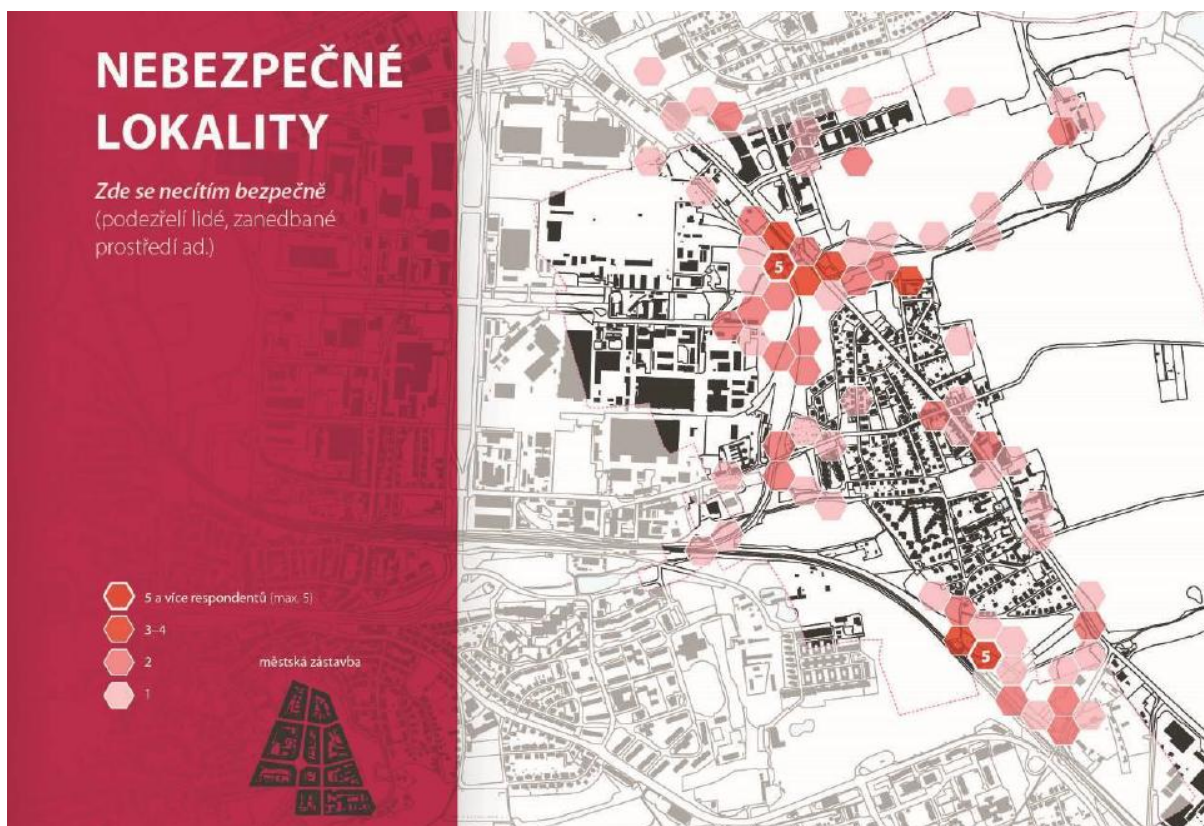 NEBEZPEČNÉ
LOKALITY
Zde se necítím bezpečně
(podezřelí lidé, zanedbané
prostředí ad.)
5
5 a více respondentů (max. 5)
3–4
2
1
městská zástavba
5